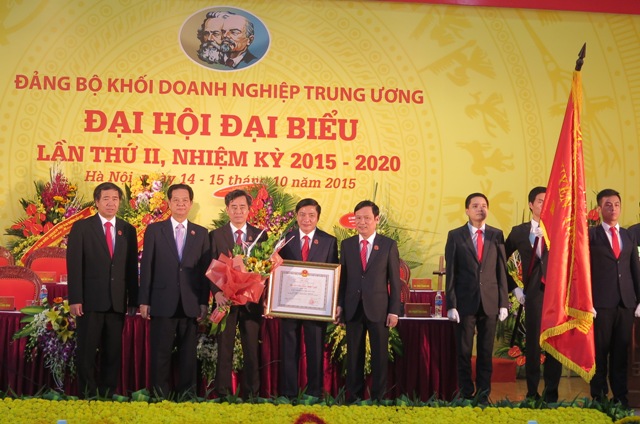 ĐẢNG BỘ KHỐI DOANH NGHIỆP TRUNG ƯƠNG
ĐẠI HỘI ĐẠI BIỂU
LẦN THỨ II, NHIỆM KỲ 2015 - 2020
Hà Nội, ngày 14 - 15 tháng 10 năm 2015